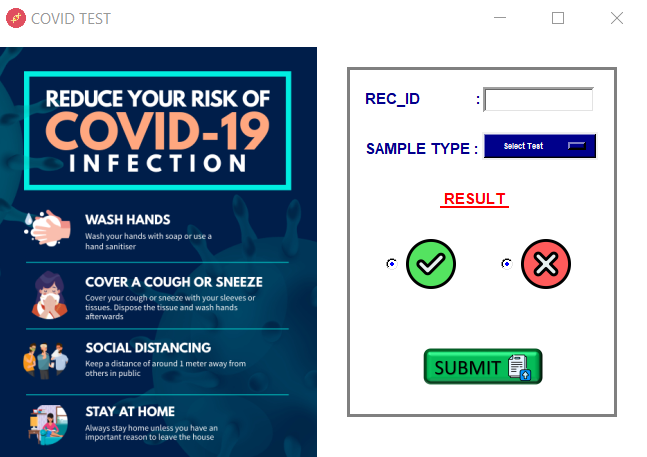 COVID TEST
REDUCE YOUR RISK OF
COVID-19
INFECTION
WASH HANDS
Wash your hands with soap or use a
hand sanitiser
COVER A COUGH OR SNEEZE
Cover your cough or sneeze with your sleeves or
tissues. Dispose the tissue and wash hands
afterwards
SOCIAL DISTANCING
Keep a distance of around 1 meter away from
others in public
STAY AT HOME
Always stay home unless you have an
important reason to leave the house
REC_ID :
SAMPLE TYPE : Select Test
RESULT
SUBMIT